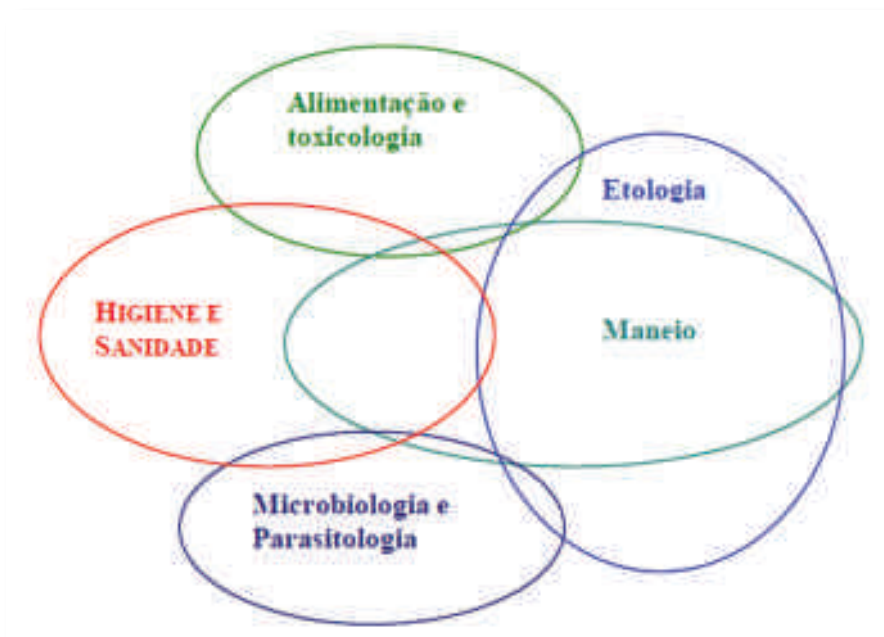 Alimentação e
toxicologia
Etologia
HIGIENE E
SANIDADE
Maneio
Microbiologia e
Parasitologia